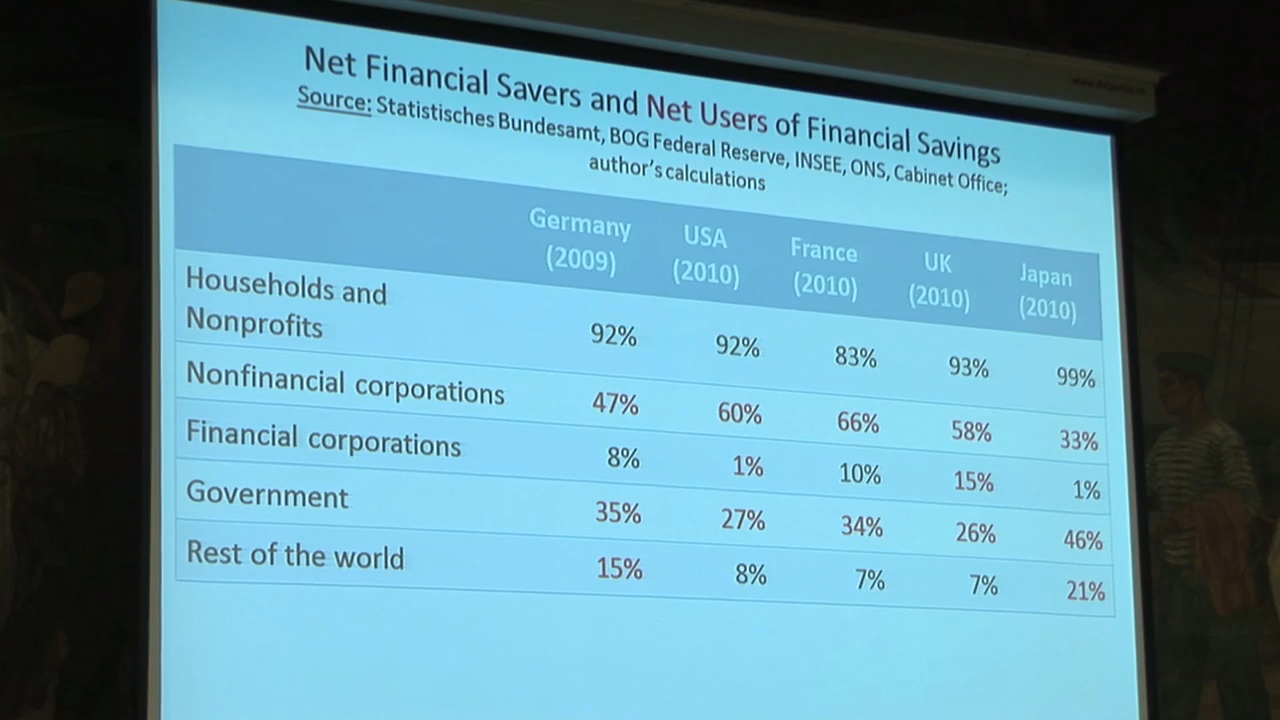 Net Financial Savers and Net Users of Financial Savings
Source: Statistisches Bundesamt, BOG Federal Reserve, INSEE, ONS, Cabinet Office;
author's calculations
Germany (2009) USA (2010) France (2010) UK (2010) Japan (2010)
Households and Nonprofits 92% 92% 83% 93% 99%
Nonfinancial corporations 47% 60% 66% 58% 33%
Financial corporations 8% 1% 10% 15% 1%
Government 35% 27% 34% 26% 46%
Rest of the world 15% 8% 7% 7% 21%